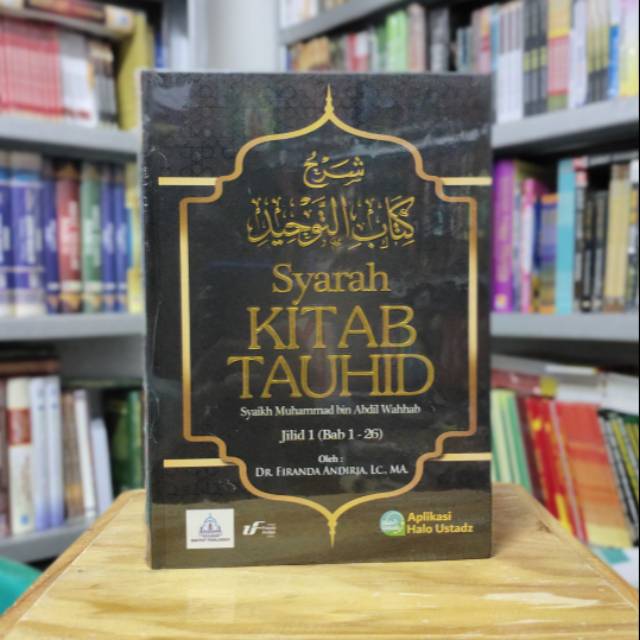 شرح
كتاب التوحيد
Syarah
KITAB
TAUHID
Syaikh Muhammad bin Abdil Wahhab
Jilid 1 (Bab 1 - 26)
Oleh :
DR. FIRANDA ANDIRJA, LC., MA.
Aplikasi
Halo Ustadz